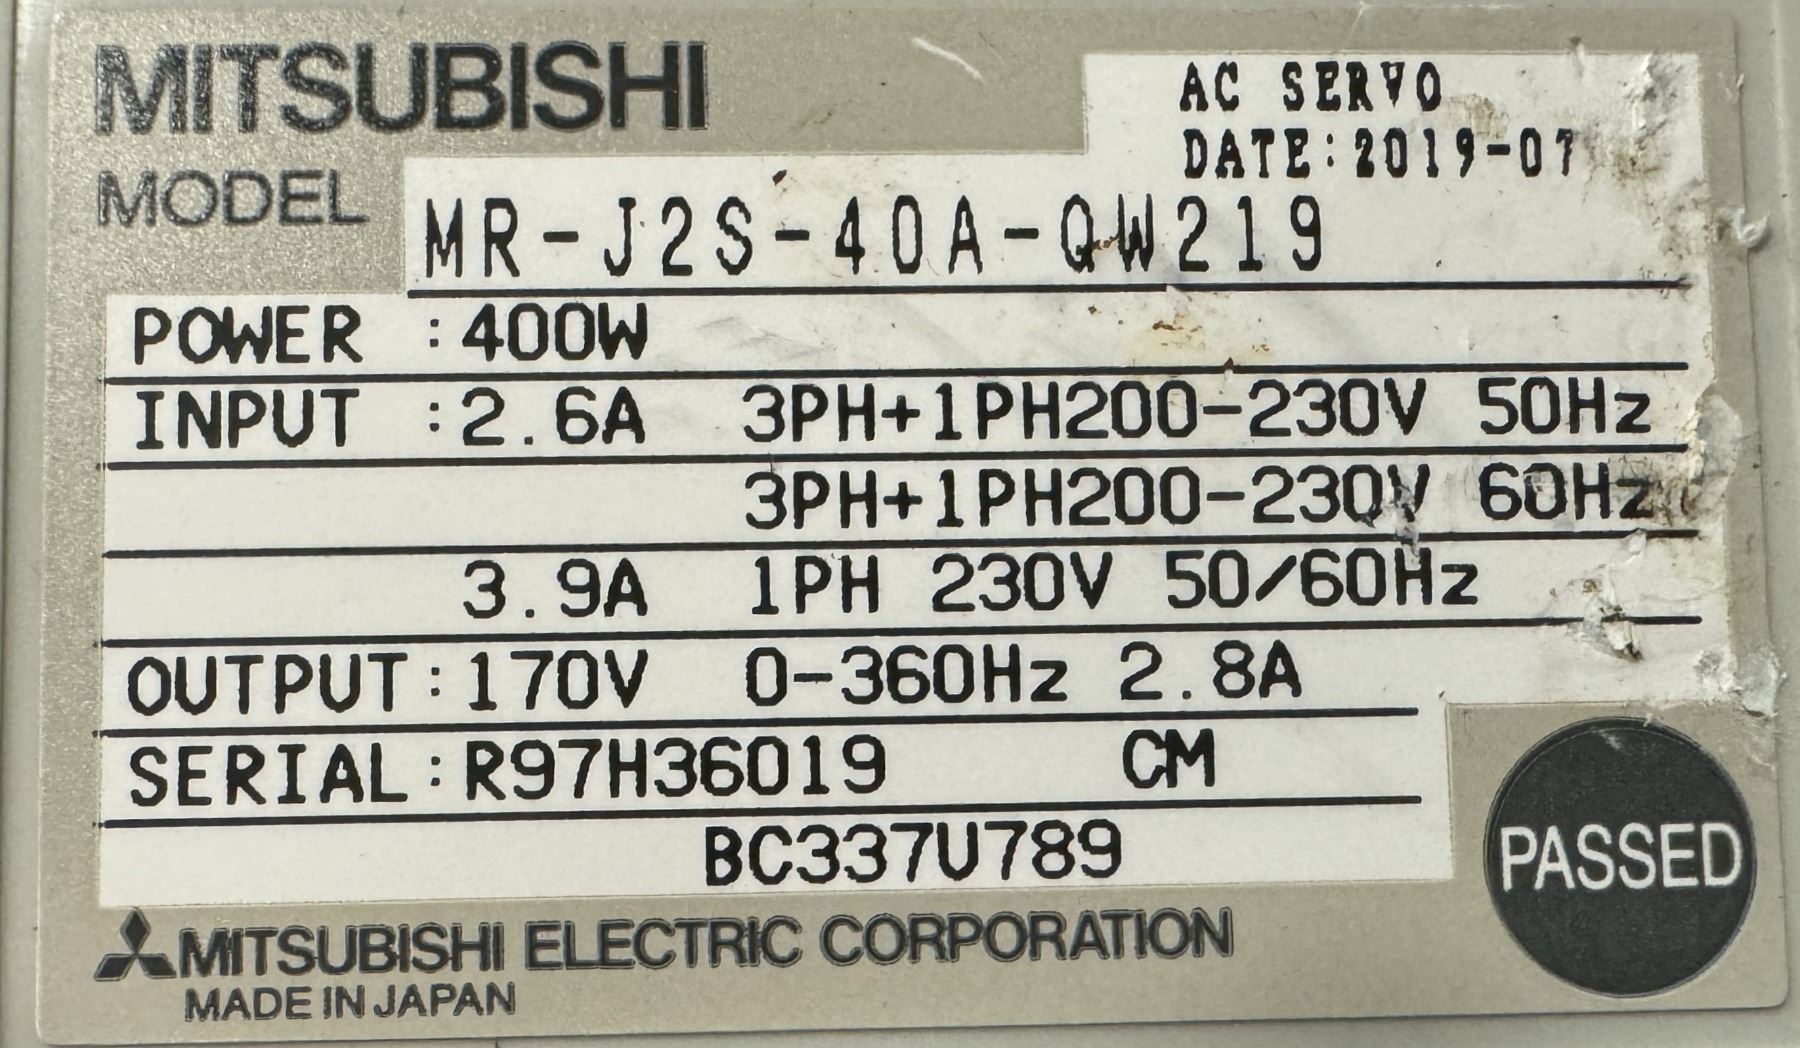 MITSUBISHI
AC SERVO
DATE:2019-07
MODEL MR-J2S-40A-QW219
POWER :400W
INPUT :2.6A 3PH+1PH200-230V 50Hz
3PH+1PH200-230V 60Hz
3.9A 1PH 230V 50/60Hz
OUTPUT:170V 0-360Hz 2.8A
SERIAL:R97H36019 CM
BC337U789
PASSED
MITSUBISHI ELECTRIC CORPORATION
MADE IN JAPAN